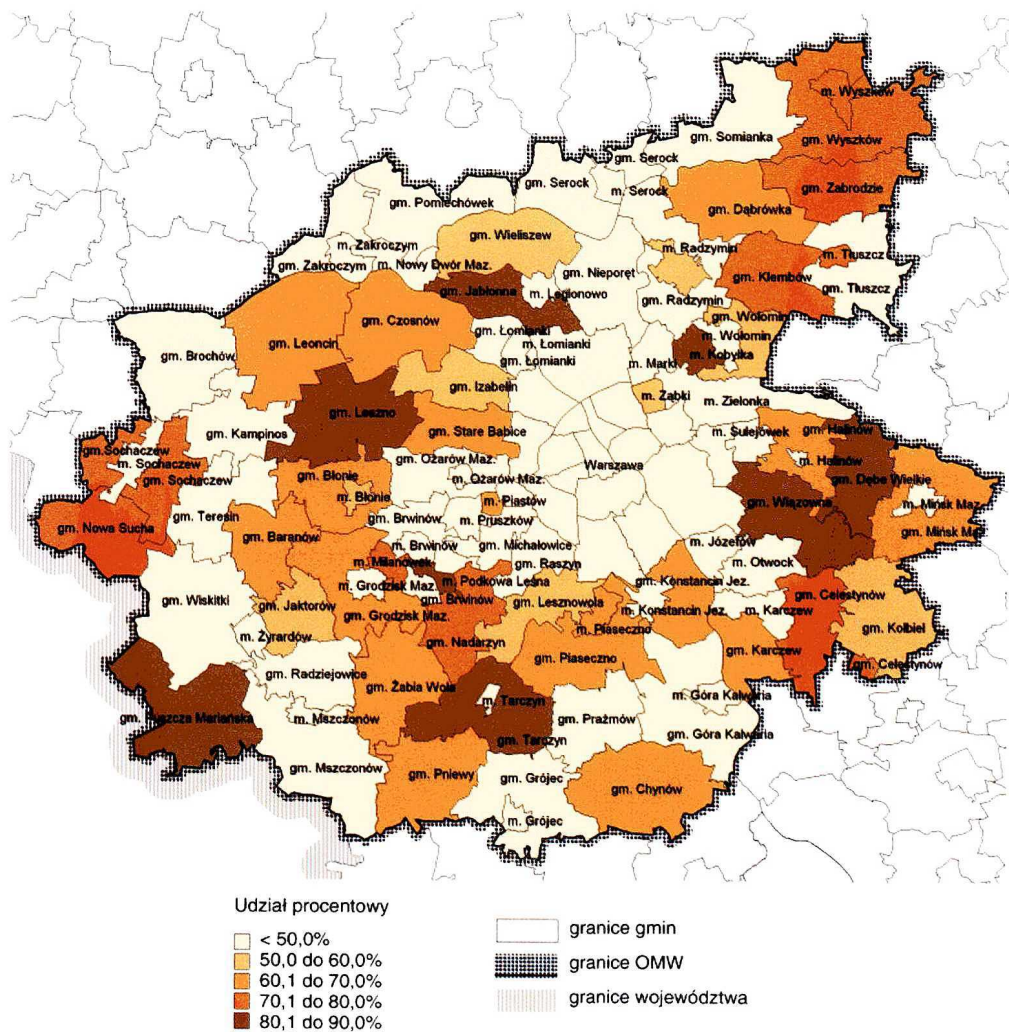 m. Wyszków
gm. Somianka
gm. Wyszków
gm. Serock
gm. Serock
m. Serock
gm. Zabrodzie
gm. Pomiechówek
gm. Dąbrówka
gm. Wieliszew
m. Zakroczym
m. Radzymin
m. Tłuszcz
gm. Zakroczym
m. Nowy Dwór Maz.
gm. Nieporęt
gm. Klembów
gm. Jabłonna
m. Legionowo
gm. Radzymin
gm. Tłuszcz
gm. Czosnów
gm. Wołomin
gm. Leoncin
gm. Łomianki
m. Wołomin
gm. Brochów
m. Łomianki
gm. Łomianki
m. Marki
m. Kobyłka
gm. Izabelin
m. Ząbki
m. Zielonka
gm. Leszno
gm. Kampinos
gm. Stare Babice
m. Sulejówek
gm. Halinów
gm. Sochaczew
m. Sochaczew
gm. Ożarów Maz.
m. Halinów
gm. Sochaczew
gm. Błonie
m. Ożarów Maz.
Warszawa
gm. Dębe Wielkie
m. Błonie
m. Piastów
gm. Wiązowna
m. Mińsk Maz.
gm. Teresin
gm. Brwinów
m. Pruszków
gm. Nowa Sucha
gm. Baranów
m. Brwinów
gm. Michałowice
m. Józefów
gm. Mińsk Maz.
m. Milanówek
gm. Raszyn
m. Otwock
m. Grodzisk Maz.
m. Podkowa Leśna
gm. Konstancin Jez.
gm. Celestynów
gm. Wiskitki
gm. Jaktorów
gm. Brwinów
gm. Lesznowola
m. Konstancin Jez.
m. Karczew
gm. Grodzisk Maz.
gm. Kołbiel
m. Żyrardów
gm. Nadarzyn
m. Piaseczno
gm. Piaseczno
gm. Karczew
gm. Celestynów
gm. Radziejowice
gm. Żabia Wola
m. Góra Kalwaria
m. Tarczyn
gm. Puszcza Mariańska
m. Mszczonów
gm. Prażmów
gm. Góra Kalwaria
gm. Tarczyn
gm. Mszczonów
gm. Pniewy
gm. Grójec
gm. Chynów
m. Grójec
Udział procentowy
< 50,0%
50,0 do 60,0%
60,1 do 70,0%
70,1 do 80,0%
80,1 do 90,0%
granice gmin
granice OMW
granice województwa